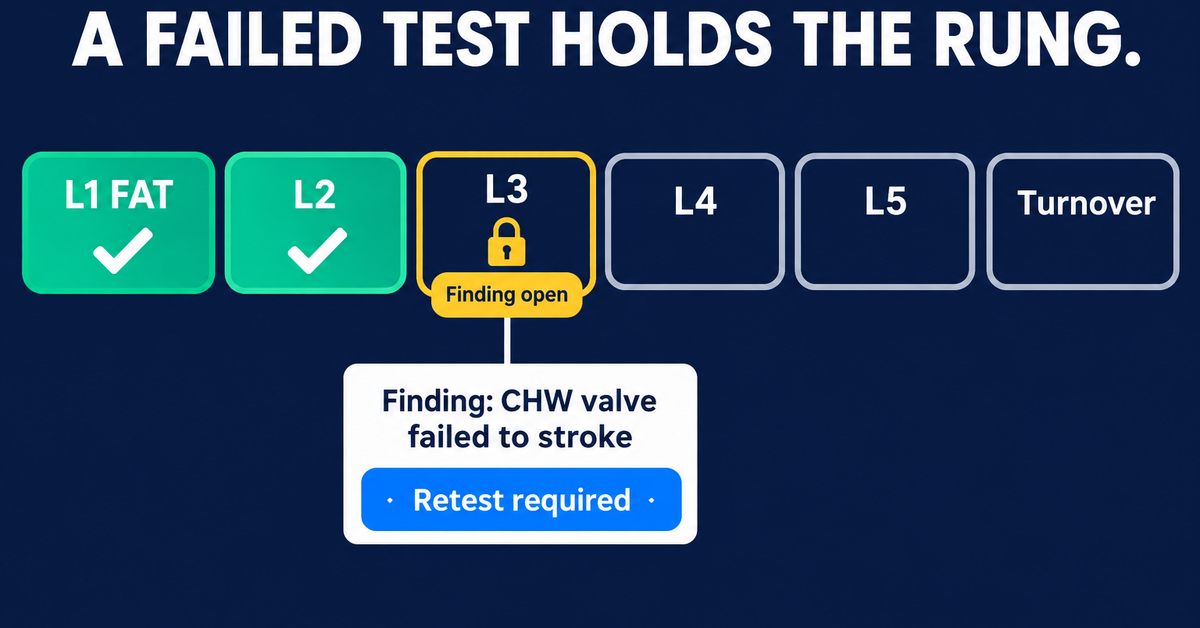 A FAILED TEST HOLDS THE RUNG.
L1 FAT
L2
L3
L4
L5
Turnover
Finding open
Finding: CHW valve
failed to stroke
Retest required